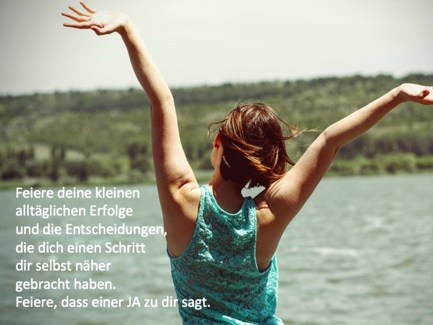 Feiere deine kleinen
alltäglichen Erfolge
und die Entscheidungen,
die dich einen Schritt
dir selbst näher
gebracht haben.
Feiere, dass einer JA zu dir sagt.